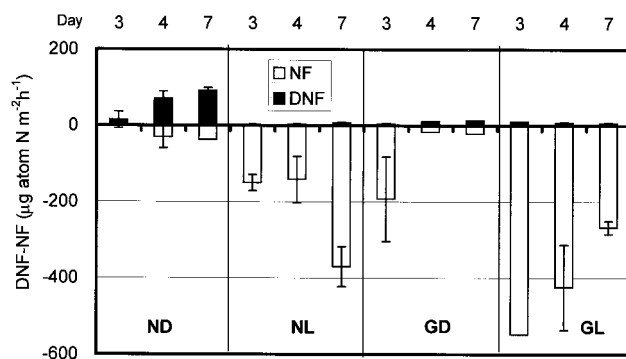 Day 3 4 7 3 4 7 3 4 7 3 4 7
200
0
-200
-400
-600
DNF-NF (µg atom N m⁻²h⁻¹)
NF
DNF
ND NL GD GL